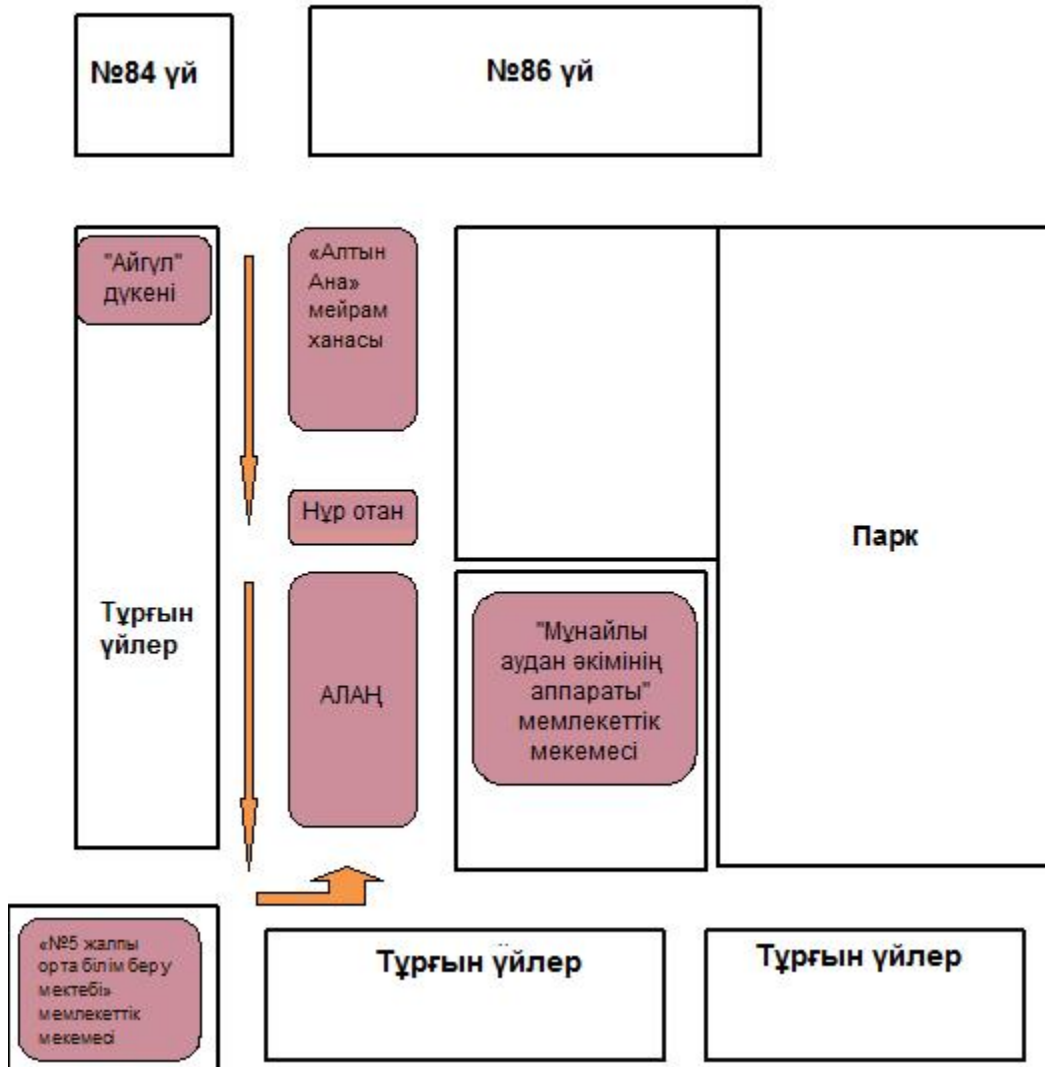 №84 үй
№86 үй
"Айгүл"
дүкені
«Алтын
Ана»
мейрам
ханасы
Нұр отан
Парк
Тұрғын
үйлер
АЛАҢ
"Мұнайлы
аудан әкімінің
аппараты"
мемлекеттік
мекемесі
«№5 жалпы
орта білім беру
мектебі»
мемлекеттік
мекемесі
Тұрғын үйлер
Тұрғын үйлер